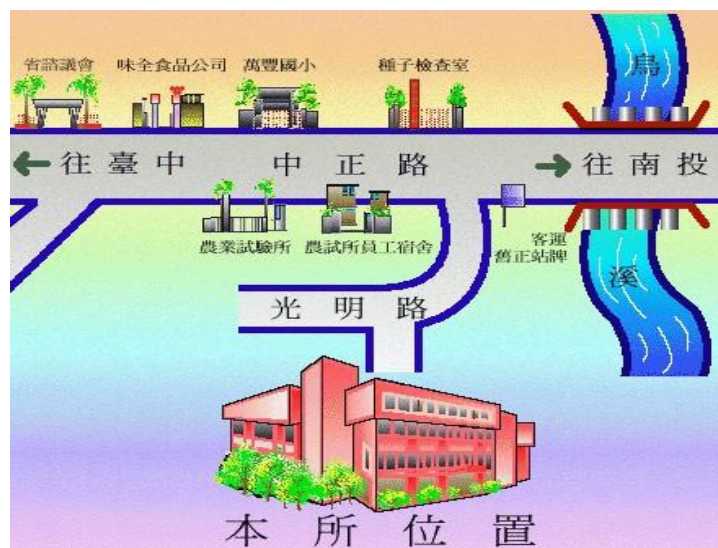 省諮議會 味全食品公司 萬豐國小 種子檢查室
烏
往臺中 中正路 往南投
農業試驗所 農試所員工宿舍 客運
舊正站牌
溪
光明路
本所位置